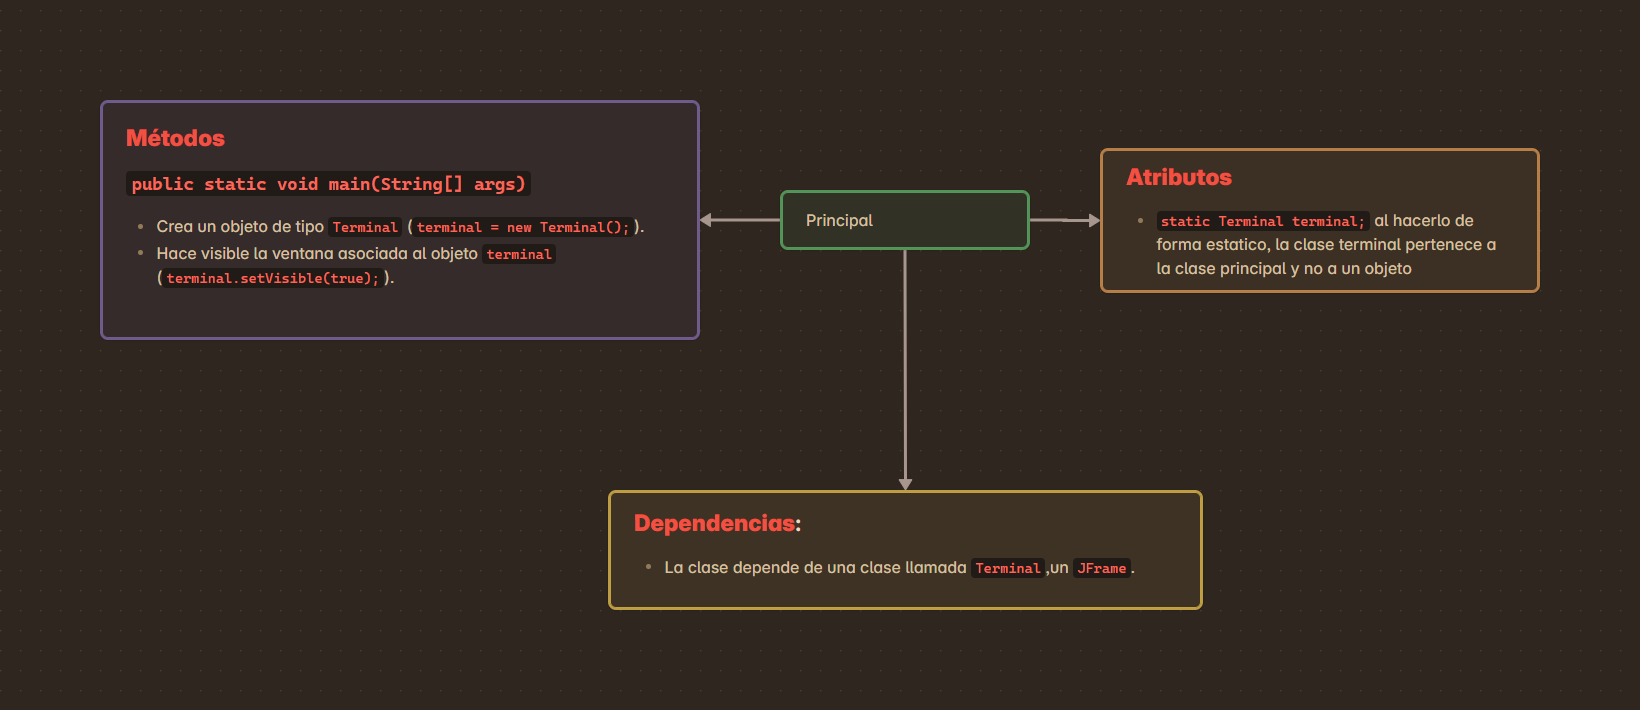 Métodos
public static void main(String[] args)
Crea un objeto de tipo Terminal (terminal = new Terminal();).
Hace visible la ventana asociada al objeto terminal
(terminal.setVisible(true);).
Principal
Atributos
static Terminal terminal; al hacerlo de
forma estatico, la clase terminal pertenece a
la clase principal y no a un objeto
Dependencias:
La clase depende de una clase llamada Terminal,un JFrame.